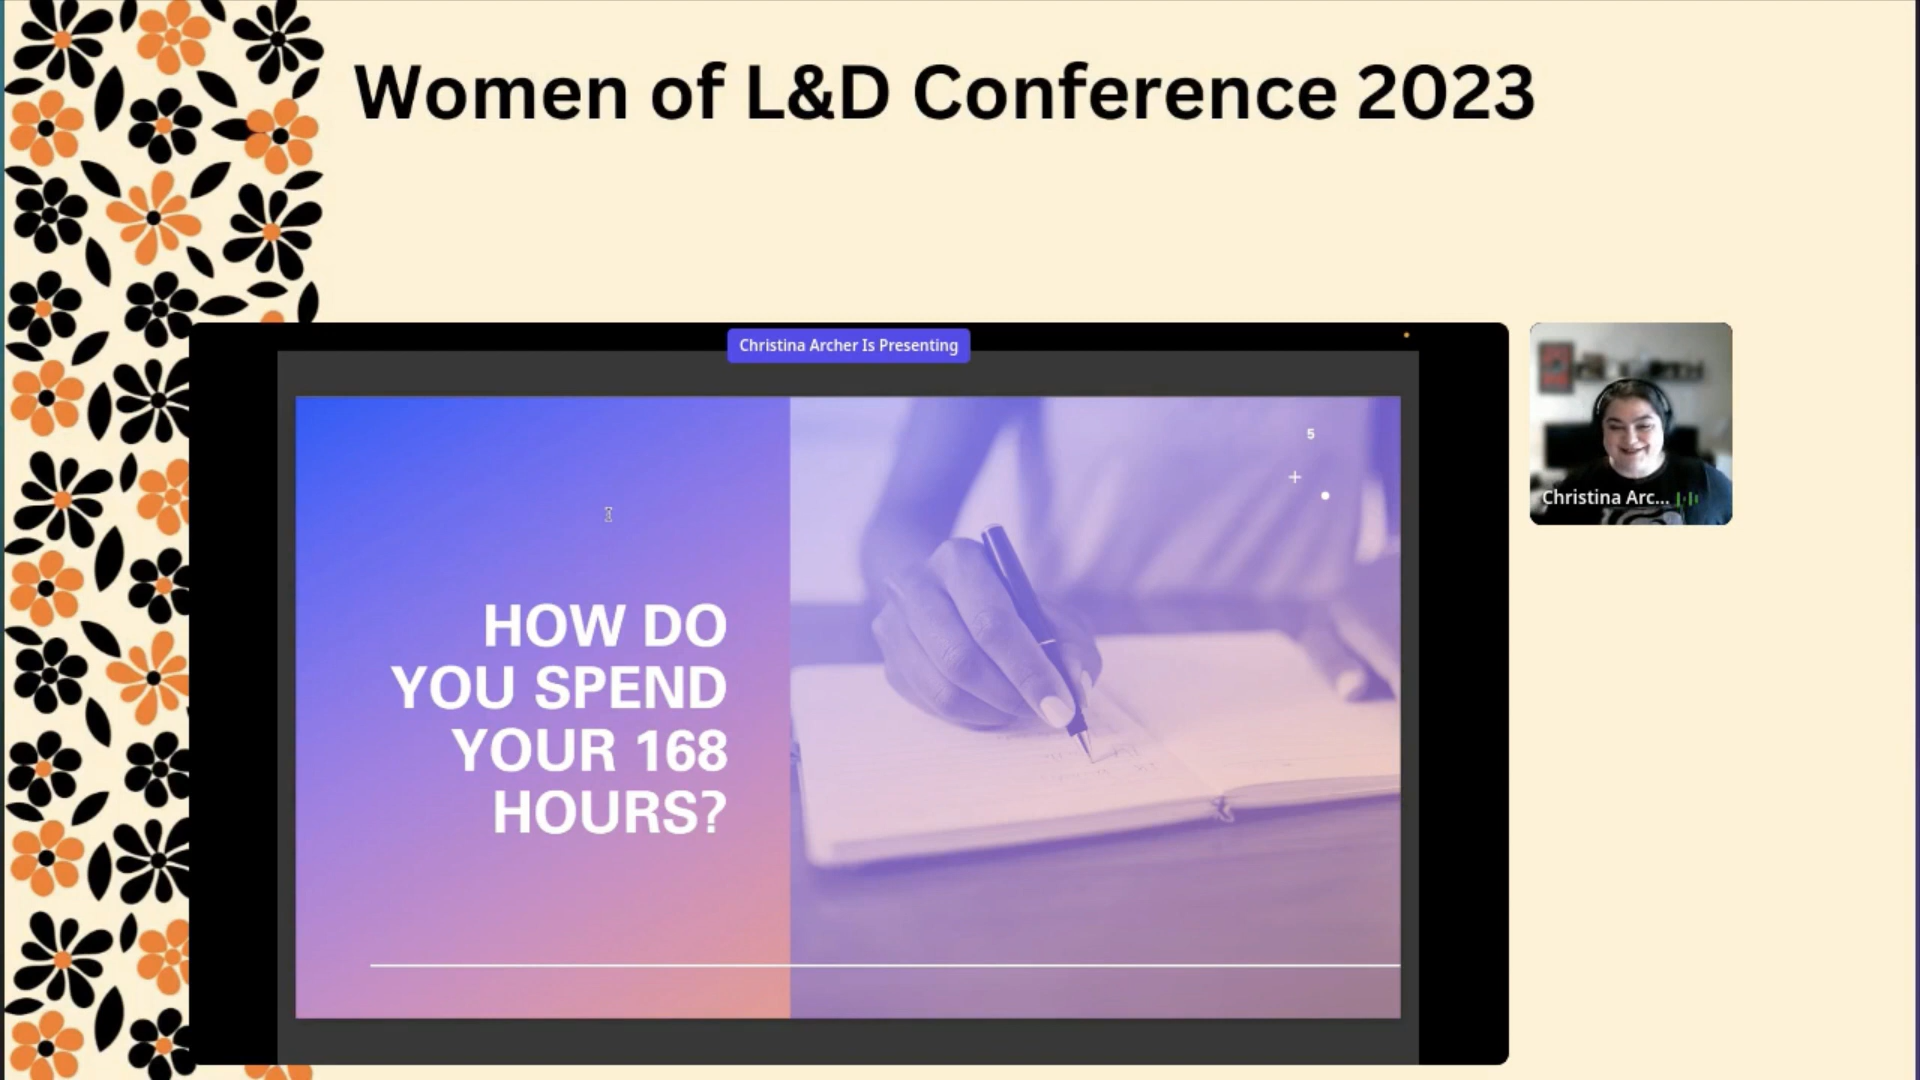 Women of L&D Conference 2023
Christina Archer Is Presenting
5
HOW DO
YOU SPEND
YOUR 168
HOURS?
Christina Arc...